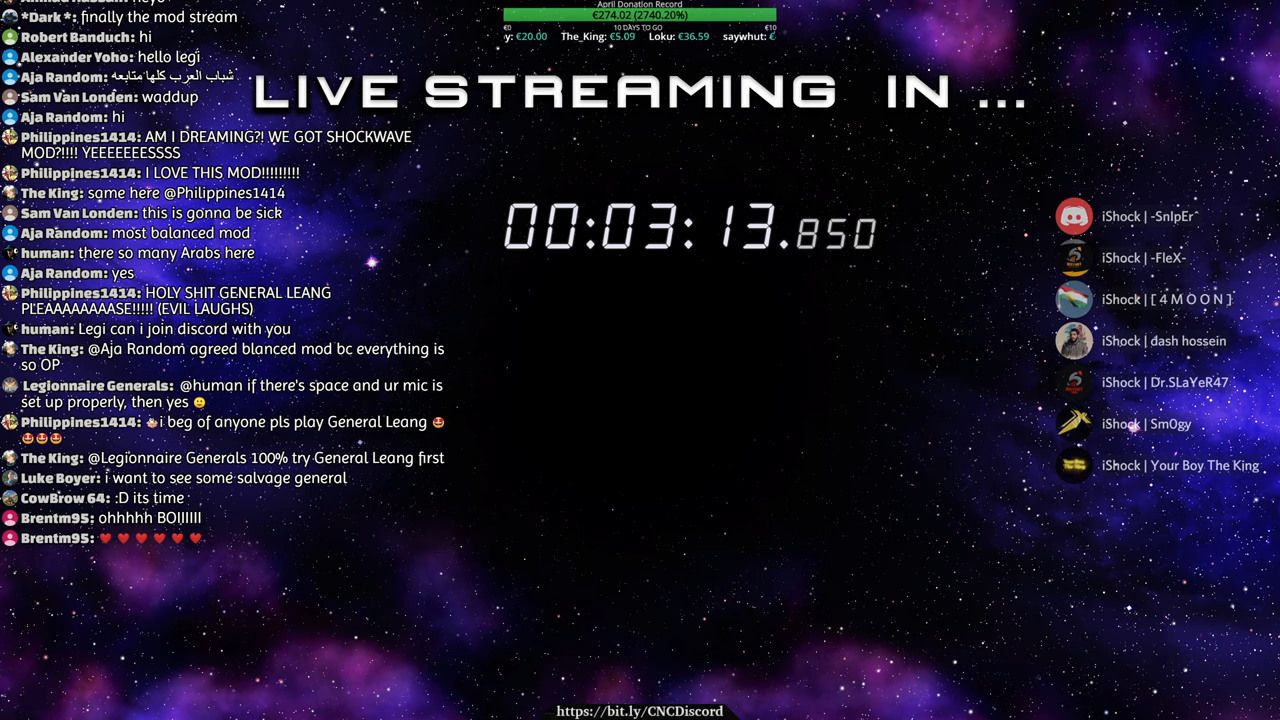 *Dark *: finally the mod stream
Robert Banduch: hi
Alexander Yoho: hello legi
Aja Random: شباب العرب كلها متابعه
Sam Van Londen: waddup
Aja Random: hi
Philippines1414: AM I DREAMING?! WE GOT SHOCKWAVE
MOD?!!!! YEEEEEEESSSS
Philippines1414: I LOVE THIS MOD!!!!!!!!!
The King: same here @Philippines1414
Sam Van Londen: this is gonna be sick
Aja Random: most balanced mod
human: there so many Arabs here
Aja Random: yes
Philippines1414: HOLY SHIT GENERAL LEANG
PLEAAAAAAASE!!!!! (EVIL LAUGHS)
human: Legi can i join discord with you
The King: @Aja Random agreed blanced mod bc everything is
so OP
Legionnaire Generals: @human if there's space and ur mic is
set up properly, then yes 🙂
Philippines1414: i beg of anyone pls play General Leang 🤩
🤩🤩🤩
The King: @Legionnaire Generals 100% try General Leang first
Luke Boyer: i want to see some salvage general
CowBrow 64: :D its time
Brentm95: ohhhhh BOIIIIII
Brentm95: ♥ ♥ ♥ ♥ ♥ ♥
April Donation Record
€274.02 (2740.20%)
€0 10 DAYS TO GO €10
y: €20.00 The_King: €5.09 Loku: €36.59 saywhut: €
LIVE STREAMING IN ...
00:03:13.850
iShock | -SnIpEr
iShock | -FleX-
iShock | [ 4 M O O N ]
iShock | dash hossein
iShock | Dr.SLaYeR47
iShock | Sm0gy
iShock | Your Boy The King
https://bit.ly/CNCDiscord